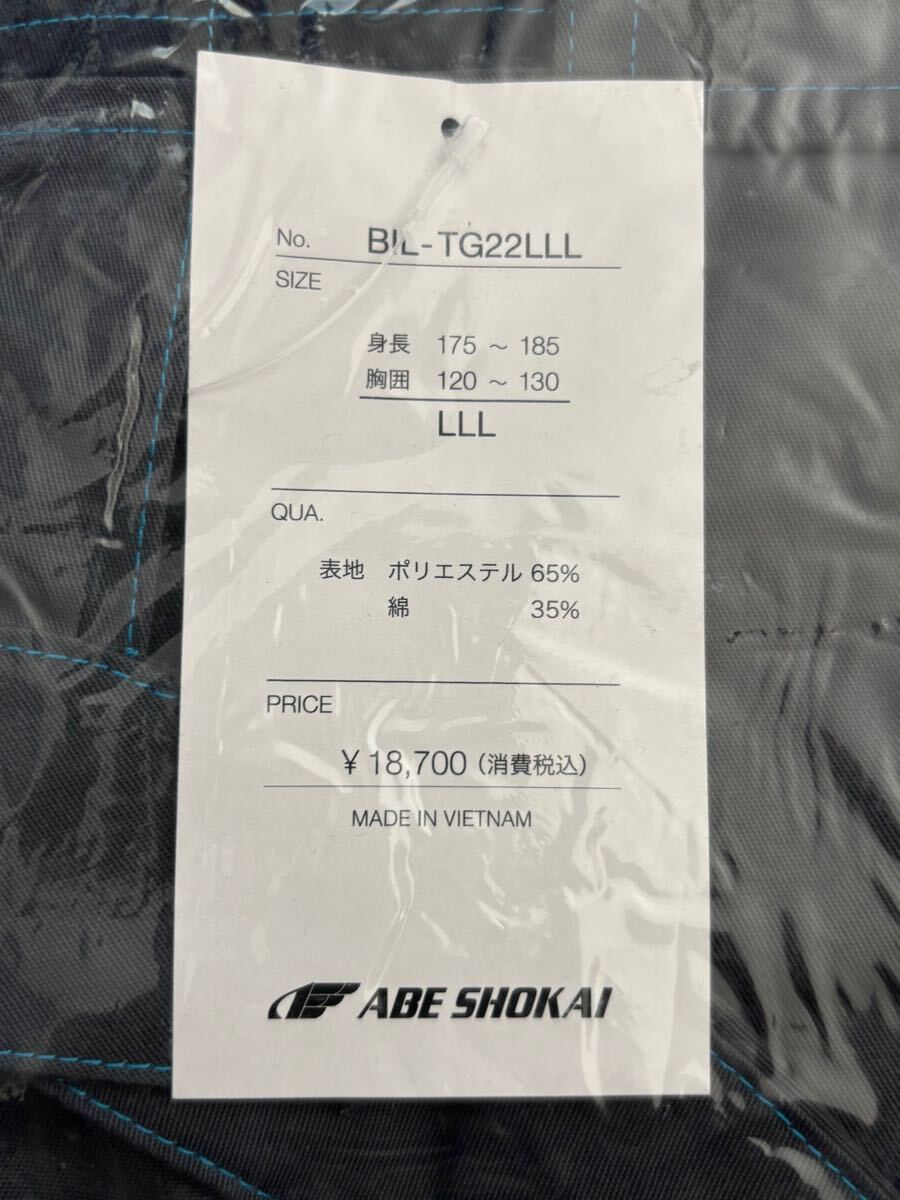 No. BIL-TG22LLL
SIZE
身長 175 ～ 185
胸囲 120 ～ 130
LLL
QUA.
表地 ポリエステル 65%
綿 35%
PRICE
¥ 18,700 (消費税込)
MADE IN VIETNAM
ABE SHOKAI